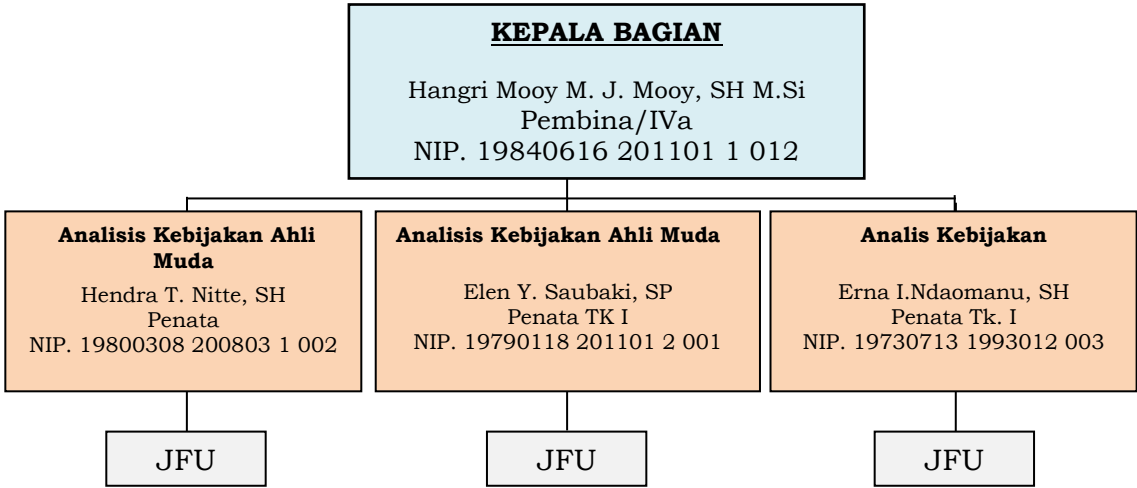 KEPALA BAGIAN
Hangri Mooy M. J. Mooy, SH M.Si
Pembina/IVa
NIP. 19840616 201101 1 012
Analisis Kebijakan Ahli
Muda
Hendra T. Nitte, SH
Penata
NIP. 19800308 200803 1 002
Analisis Kebijakan Ahli Muda
Elen Y. Saubaki, SP
Penata TK I
NIP. 19790118 201101 2 001
Analis Kebijakan
Erna I.Ndaomanu, SH
Penata Tk. I
NIP. 19730713 1993012 003
JFU
JFU
JFU